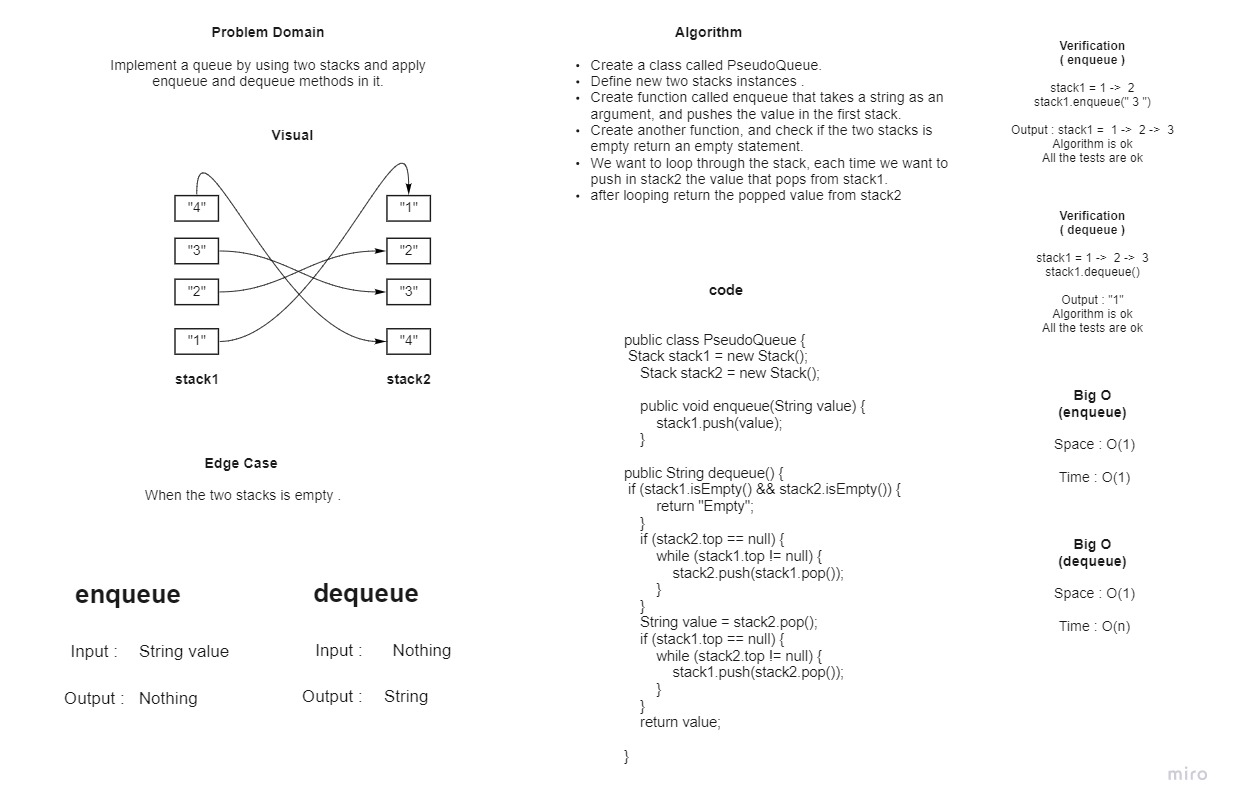 Problem Domain
Implement a queue by using two stacks and apply
enqueue and dequeue methods in it.
Visual
"4"
"3"
"2"
"1"
stack1
"1"
"2"
"3"
"4"
stack2
Edge Case
When the two stacks is empty .
enqueue
Input : String value
Output : Nothing
dequeue
Input : Nothing
Output : String
Algorithm
• Create a class called PseudoQueue.
• Define new two stacks instances .
• Create function called enqueue that takes a string as an
argument, and pushes the value in the first stack.
• Create another function, and check if the two stacks is
empty return an empty statement.
• We want to loop through the stack, each time we want to
push in stack2 the value that pops from stack1.
• after looping return the popped value from stack2
code
public class PseudoQueue {
Stack stack1 = new Stack();
Stack stack2 = new Stack();
public void enqueue(String value) {
stack1.push(value);
}
public String dequeue() {
if (stack1.isEmpty() && stack2.isEmpty()) {
return "Empty";
}
if (stack2.top == null) {
while (stack1.top != null) {
stack2.push(stack1.pop());
}
}
String value = stack2.pop();
if (stack1.top == null) {
while (stack2.top != null) {
stack1.push(stack2.pop());
}
}
return value;
}
Verification
( enqueue )
stack1 = 1 -> 2
stack1.enqueue(" 3 ")
Output : stack1 = 1 -> 2 -> 3
Algorithm is ok
All the tests are ok
Verification
( dequeue )
stack1 = 1 -> 2 -> 3
stack1.dequeue()
Output : "1"
Algorithm is ok
All the tests are ok
Big O
(enqueue)
Space : O(1)
Time : O(1)
Big O
(dequeue)
Space : O(1)
Time : O(n)
miro